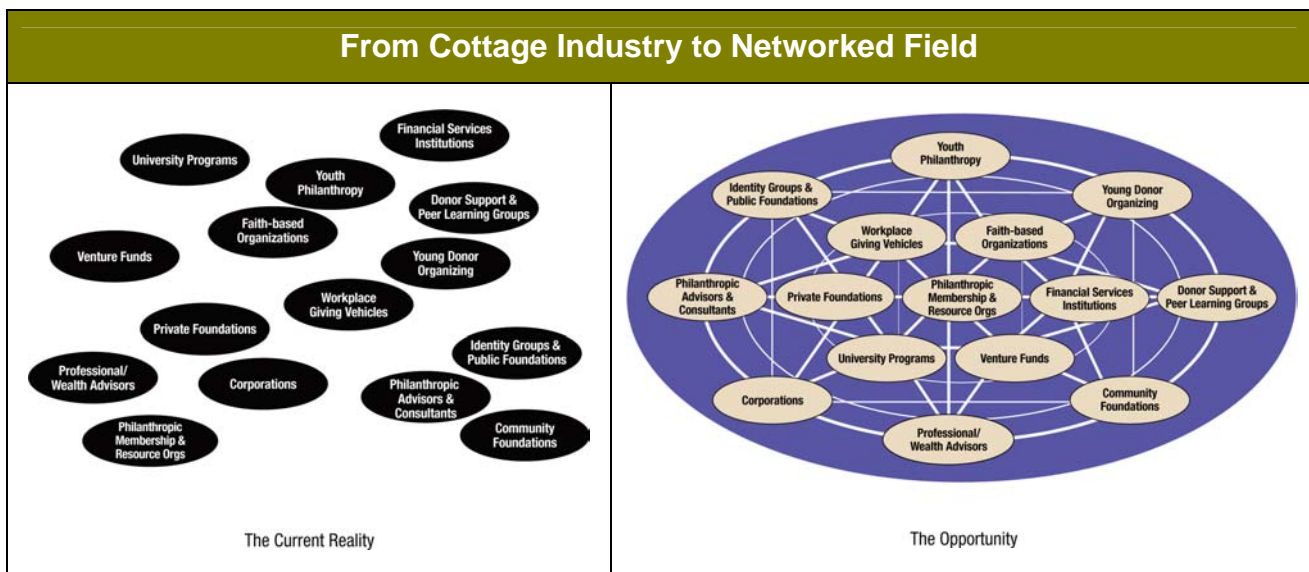 From Cottage Industry to Networked Field
Financial Services
Institutions
University Programs
Youth
Philanthropy
Donor Support &
Peer Learning Groups
Faith-based
Organizations
Venture Funds
Young Donor
Organizing
Workplace
Giving Vehicles
Private Foundations
Identity Groups &
Public Foundations
Professional/
Wealth Advisors
Corporations
Philanthropic
Advisors &
Consultants
Philanthropic
Membership &
Resource Orgs
Community
Foundations
The Current Reality
Youth
Philanthropy
Identity Groups &
Public Foundations
Young Donor
Organizing
Workplace
Giving Vehicles
Faith-based
Organizations
Philanthropic
Advisors &
Consultants
Private Foundations
Philanthropic
Membership &
Resource Orgs
Financial Services
Institutions
Donor Support &
Peer Learning Groups
University Programs
Venture Funds
Corporations
Community
Foundations
Professional/
Wealth Advisors
The Opportunity